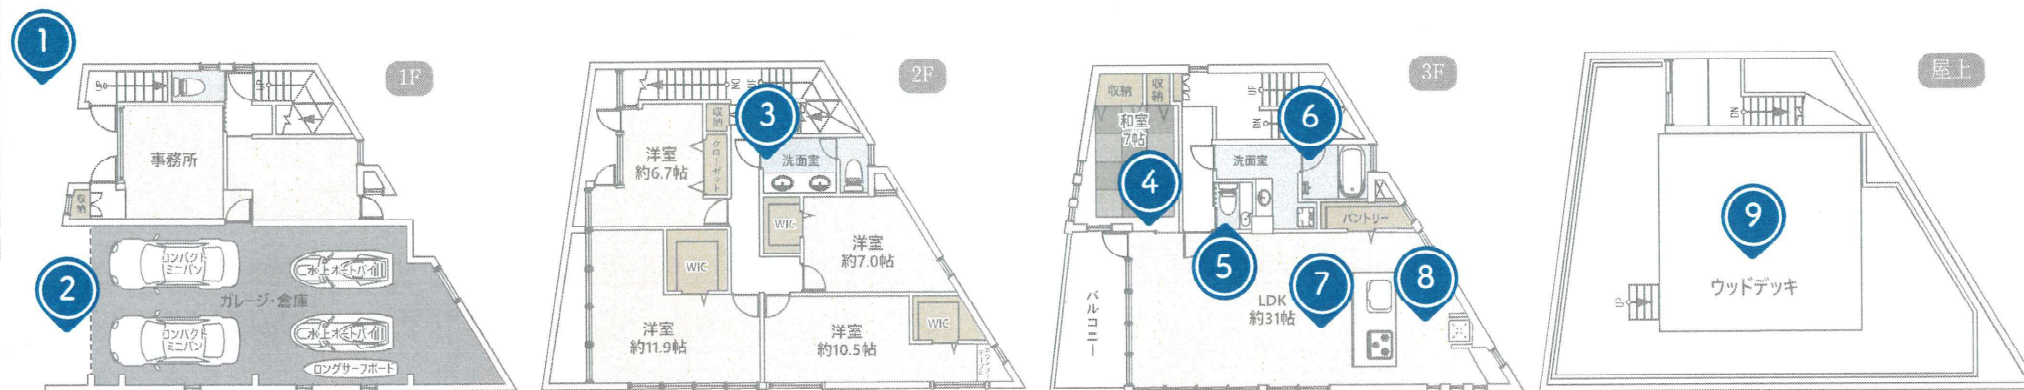 1
1F
UP
UP
事務所
収納
2
コンパクト
ミニバン
水上オートバイ
ガレージ・倉庫
コンパクト
ミニバン
水上オートバイ
ロングサーフボート
2F
DN
UP
3
収納
クローゼット
洋室
約6.7帖
洗面室
WIC
WIC
洋室
約7.0帖
洋室
約11.9帖
洋室
約10.5帖
WIC
3F
収納
収納
UP
DN
6
和室
7帖
4
洗面室
パントリー
5
7
8
LDK
約31帖
バルコニー
屋上
DN
9
UP
ウッドデッキ